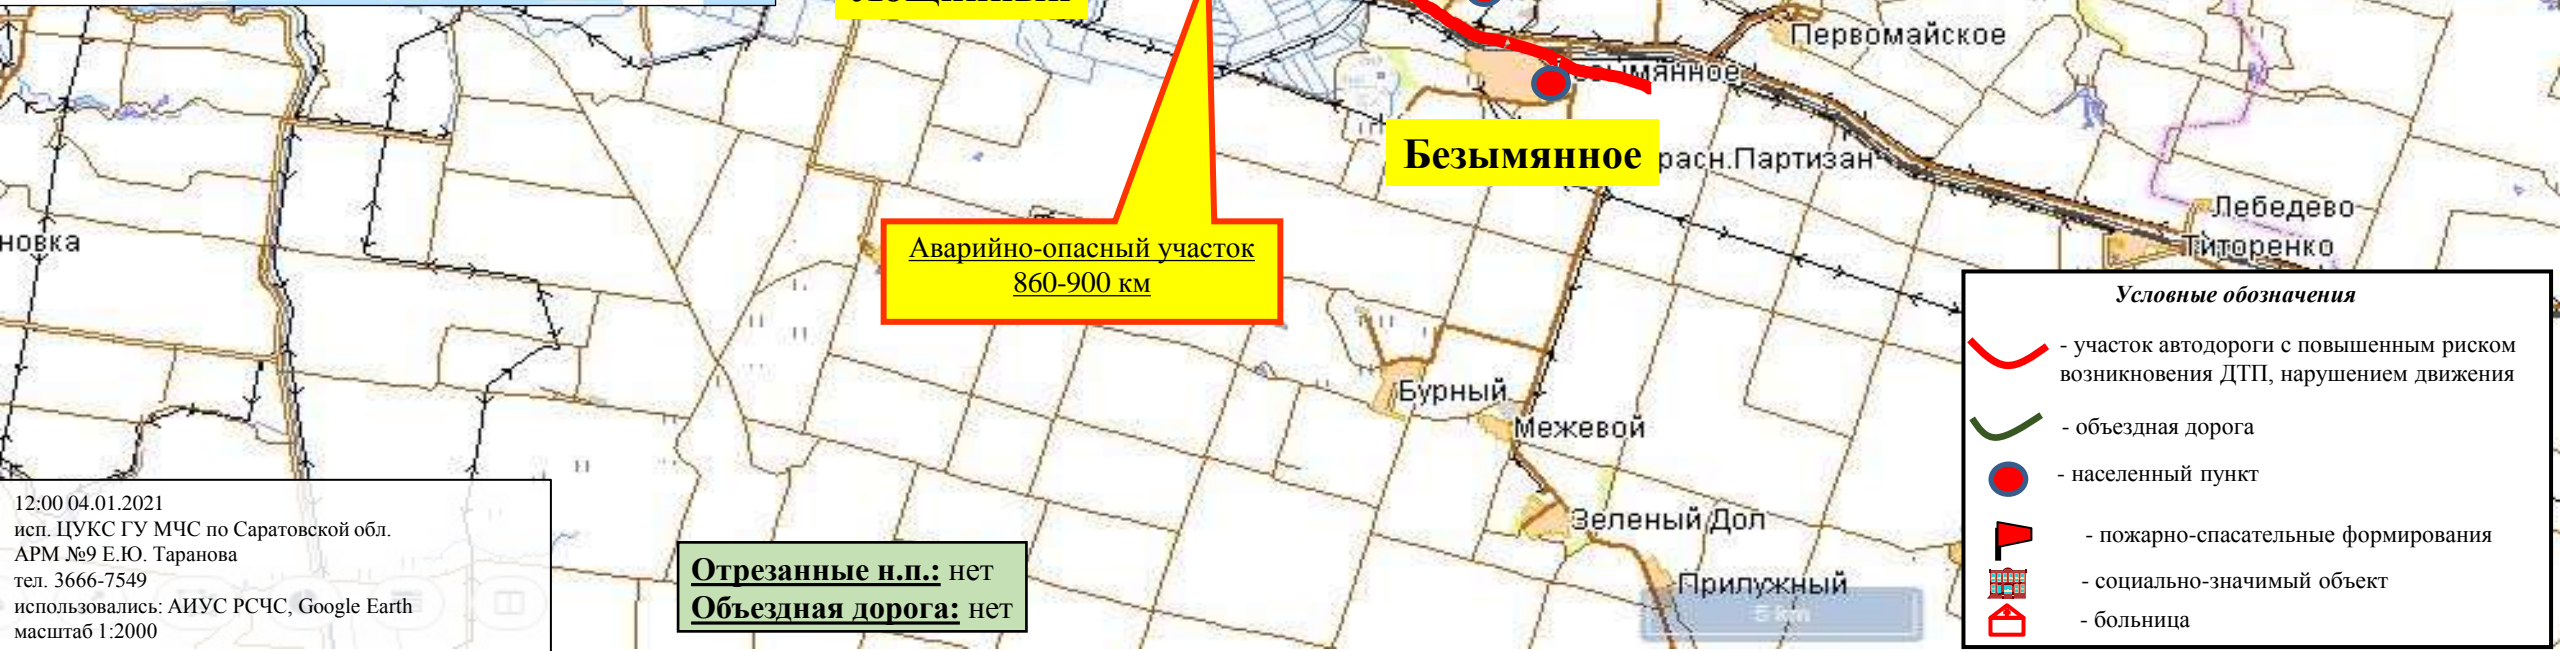 Первомайское
Безымянное
расн.Партизан
Лебедево
Титоренко
новка
Аварийно-опасный участок
860-900 км
Бурный
Межевой
Зеленый Дол
Прилужный
5 km
Условные обозначения
- участок автодороги с повышенным риском
возникновения ДТП, нарушением движения
- объездная дорога
- населенный пункт
- пожарно-спасательные формирования
- социально-значимый объект
- больница
12:00 04.01.2021
исп. ЦУКС ГУ МЧС по Саратовской обл.
АРМ №9 Е.Ю. Таранова
тел. 3666-7549
использовались: АИУС РСЧС, Google Earth
масштаб 1:2000
Отрезанные н.п.: нет
Объездная дорога: нет